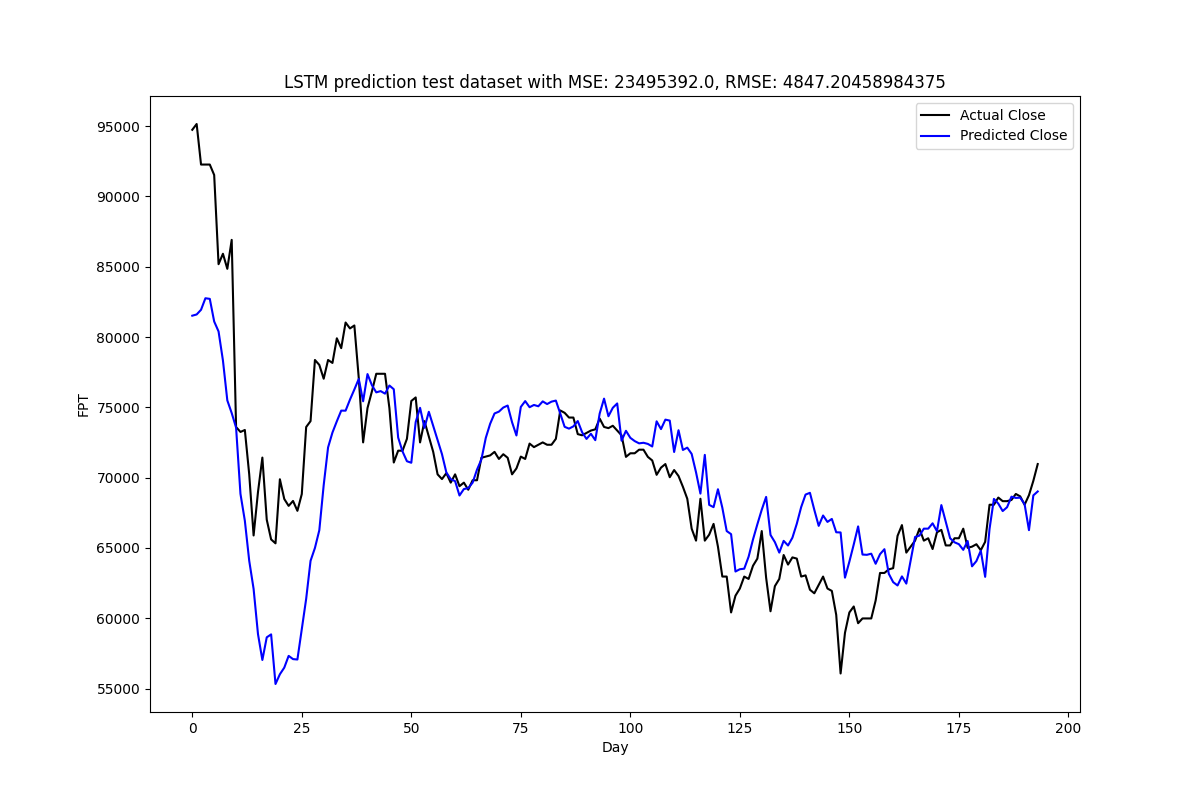 LSTM prediction test dataset with MSE: 23495392.0, RMSE: 4847.20458984375
Actual Close
Predicted Close
95000
90000
85000
80000
75000
70000
65000
60000
55000
FPT
0 25 50 75 100 125 150 175 200
Day